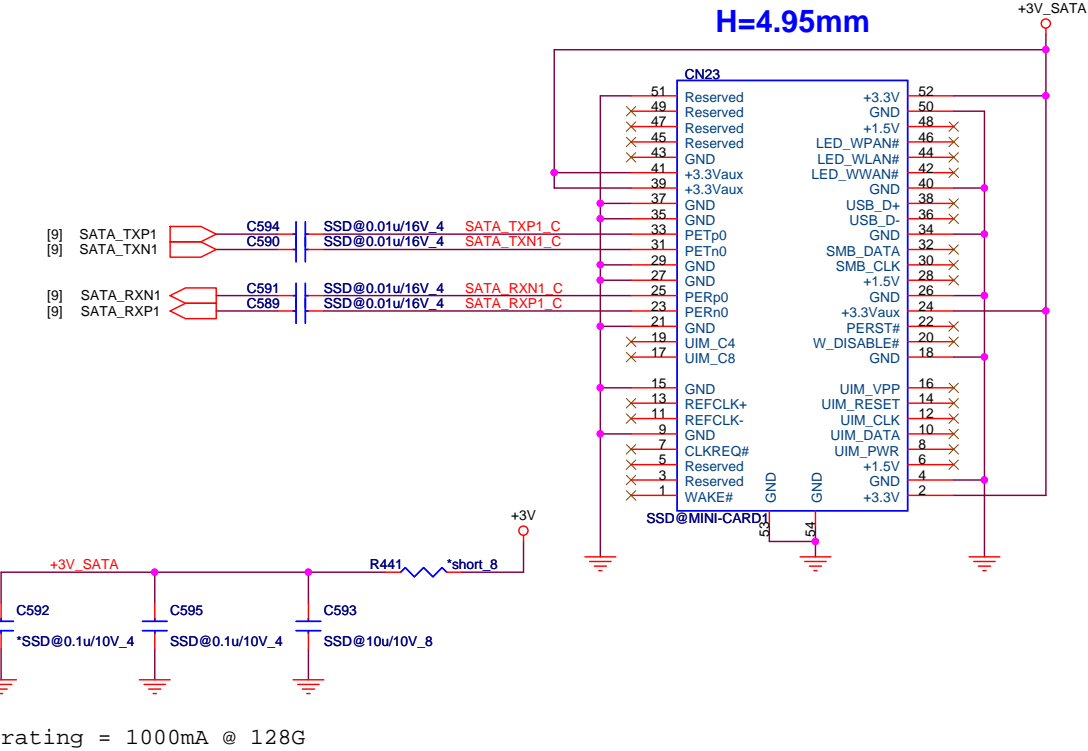 H=4.95mm
+3V_SATA
CN23
51 Reserved +3.3V 52
49 Reserved GND 50
47 Reserved +1.5V 48
45 Reserved LED_WPAN# 46
43 GND LED_WLAN# 44
41 +3.3Vaux LED_WWAN# 42
39 +3.3Vaux GND 40
37 GND USB_D+ 38
35 GND USB_D- 36
[9] SATA_TXP1 C594 SSD@0.01u/16V_4 SATA_TXP1_C 33 PETp0 GND 34
[9] SATA_TXN1 C590 SSD@0.01u/16V_4 SATA_TXN1_C 31 PETn0 SMB_DATA 32
29 GND SMB_CLK 30
27 GND +1.5V 28
[9] SATA_RXN1 C591 SSD@0.01u/16V_4 SATA_RXN1_C 25 PERp0 GND 26
[9] SATA_RXP1 C589 SSD@0.01u/16V_4 SATA_RXP1_C 23 PERn0 +3.3Vaux 24
21 GND PERST# 22
19 UIM_C4 W_DISABLE# 20
17 UIM_C8 GND 18
15 GND UIM_VPP 16
13 REFCLK+ UIM_RESET 14
11 REFCLK- UIM_CLK 12
9 GND UIM_DATA 10
7 CLKREQ# UIM_PWR 8
5 Reserved +1.5V 6
3 Reserved GND 4
1 WAKE# GND GND +3.3V 2
SSD@MINI-CARD1 53 54
+3V
+3V_SATA R441 *short_8
C592 C595 C593
*SSD@0.1u/10V_4 SSD@0.1u/10V_4 SSD@10u/10V_8
rating = 1000mA @ 128G